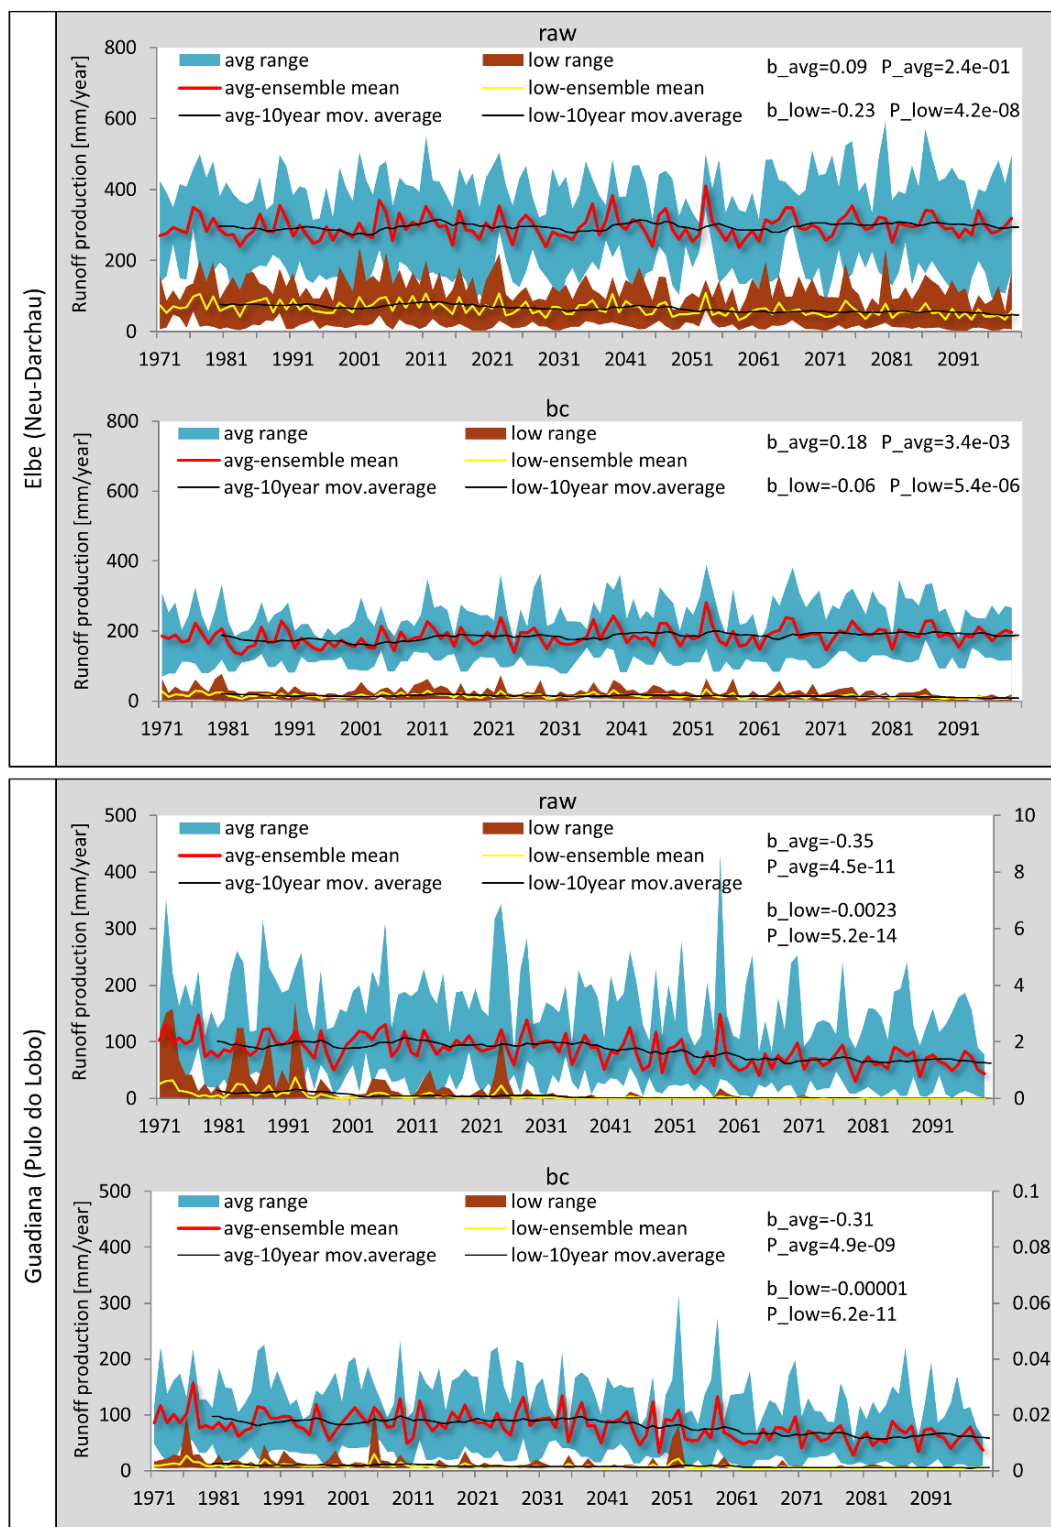 Elbe (Neu-Darchau)
raw
Runoff production [mm/year]
avg range
low range
avg-ensemble mean
low-ensemble mean
avg-10year mov. average
low-10year mov.average
b_avg=0.09 P_avg=2.4e-01
b_low=-0.23 P_low=4.2e-08
800
600
400
200
0
1971 1981 1991 2001 2011 2021 2031 2041 2051 2061 2071 2081 2091
bc
Runoff production [mm/year]
avg range
low range
avg-ensemble mean
low-ensemble mean
avg-10year mov.average
low-10year mov.average
b_avg=0.18 P_avg=3.4e-03
b_low=-0.06 P_low=5.4e-06
800
600
400
200
0
1971 1981 1991 2001 2011 2021 2031 2041 2051 2061 2071 2081 2091
Guadiana (Pulo do Lobo)
raw
Runoff production [mm/year]
avg range
low range
avg-ensemble mean
low-ensemble mean
avg-10year mov. average
low-10year mov.average
b_avg=-0.35
P_avg=4.5e-11
b_low=-0.0023
P_low=5.2e-14
500
400
300
200
100
0
10
8
6
4
2
0
1971 1981 1991 2001 2011 2021 2031 2041 2051 2061 2071 2081 2091
bc
Runoff production [mm/year]
avg range
low range
avg-ensemble mean
low-ensemble mean
avg-10year mov.average
low-10year mov.average
b_avg=-0.31
P_avg=4.9e-09
b_low=-0.00001
P_low=6.2e-11
500
400
300
200
100
0
0.1
0.08
0.06
0.04
0.02
0
1971 1981 1991 2001 2011 2021 2031 2041 2051 2061 2071 2081 2091